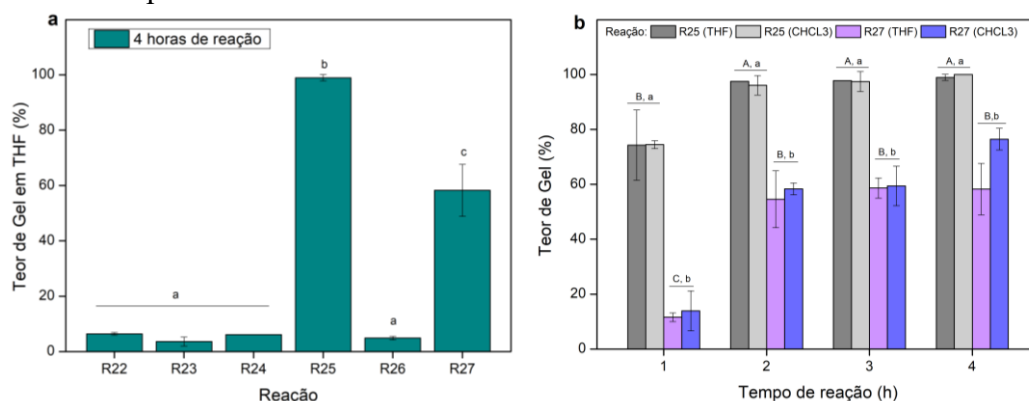 a
4 horas de reação
Teor de Gel em THF (%)
100
80
60
40
20
0
a
a
b
c
R22
R23
R24
R25
R26
R27
Reação
b
Reação: R25 (THF) R25 (CHCL3) R27 (THF) R27 (CHCL3)
Teor de Gel (%)
100
80
60
40
20
0
B, a
C, b
A, a
B, b
A, a
B, b
A, a
B,b
1
2
3
4
Tempo de reação (h)